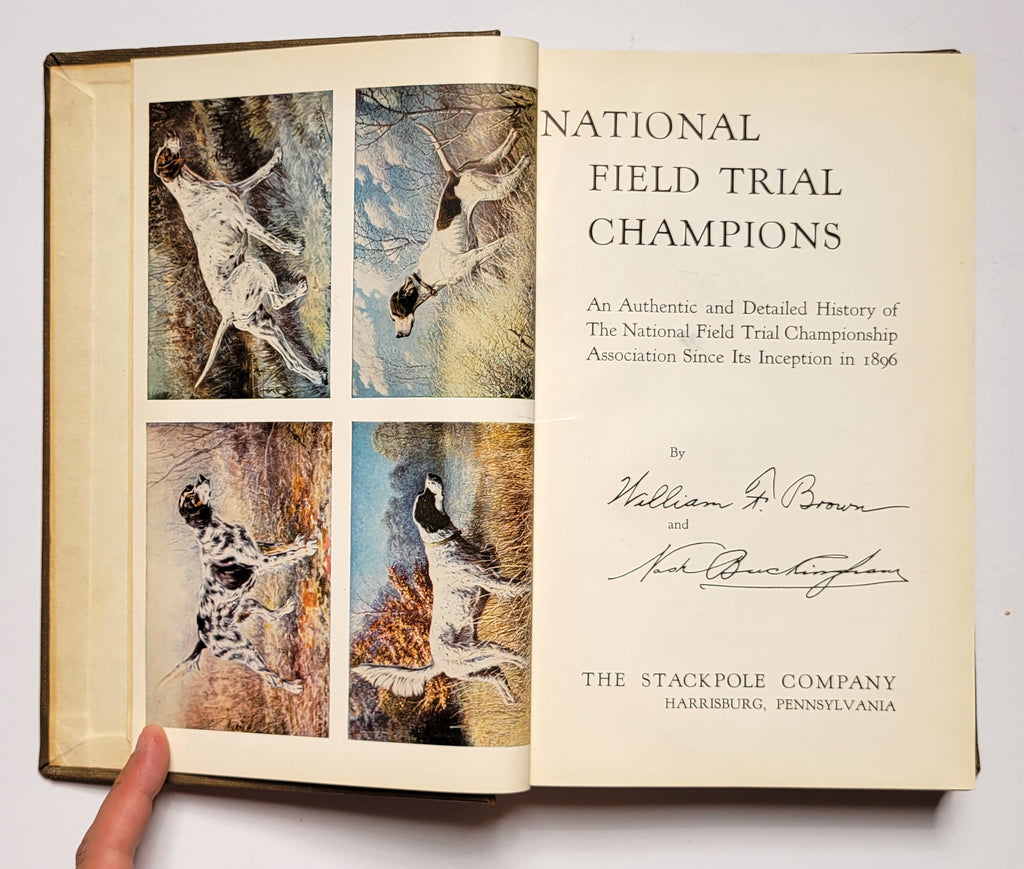 NATIONAL
FIELD TRIAL
CHAMPIONS
An Authentic and Detailed History of
The National Field Trial Championship
Association Since Its Inception in 1896
By
William F. Brown
and
Nash Buckingham
THE STACKPOLE COMPANY
HARRISBURG, PENNSYLVANIA